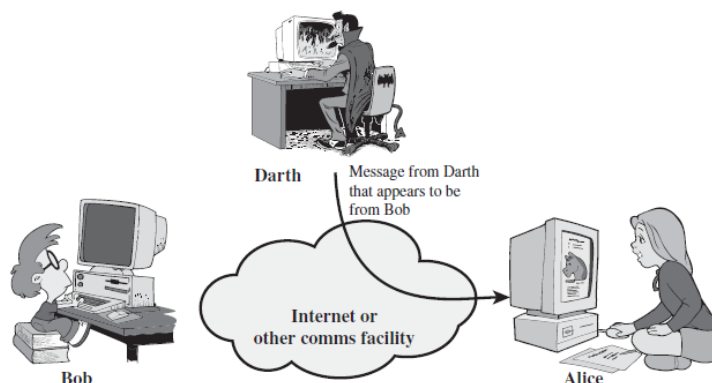 Darth
Message from Darth
that appears to be
from Bob
Internet or
other comms facility
Bob
Alice